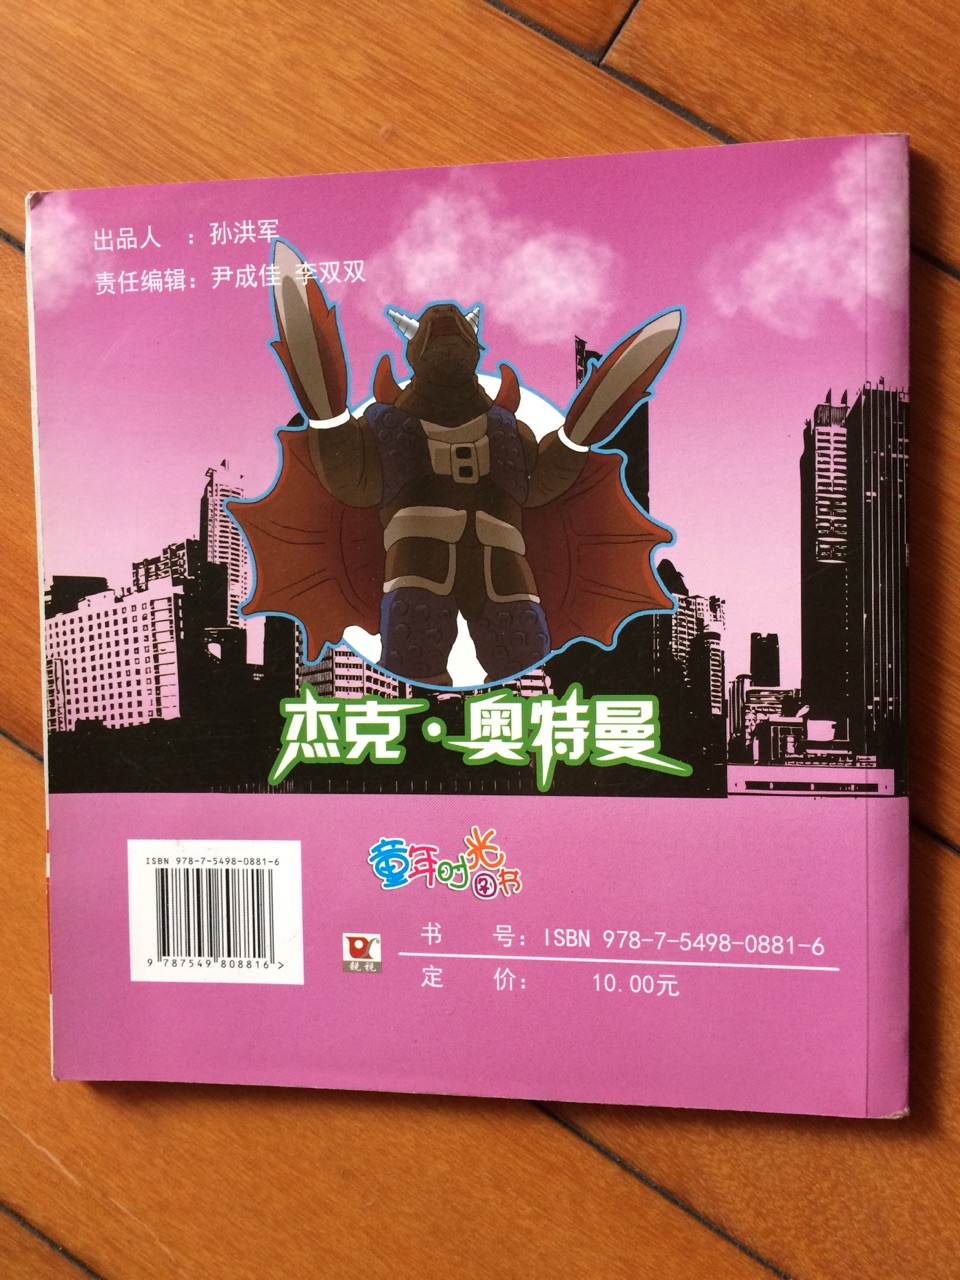 出品人 ：孙洪军
责任编辑：尹成佳 李双双
杰克·奥特曼
ISBN 978-7-5498-0881-6
9 787549 808816 >
童年时光
图书
书 号：ISBN 978-7-5498-0881-6
锐视
定 价： 10.00元